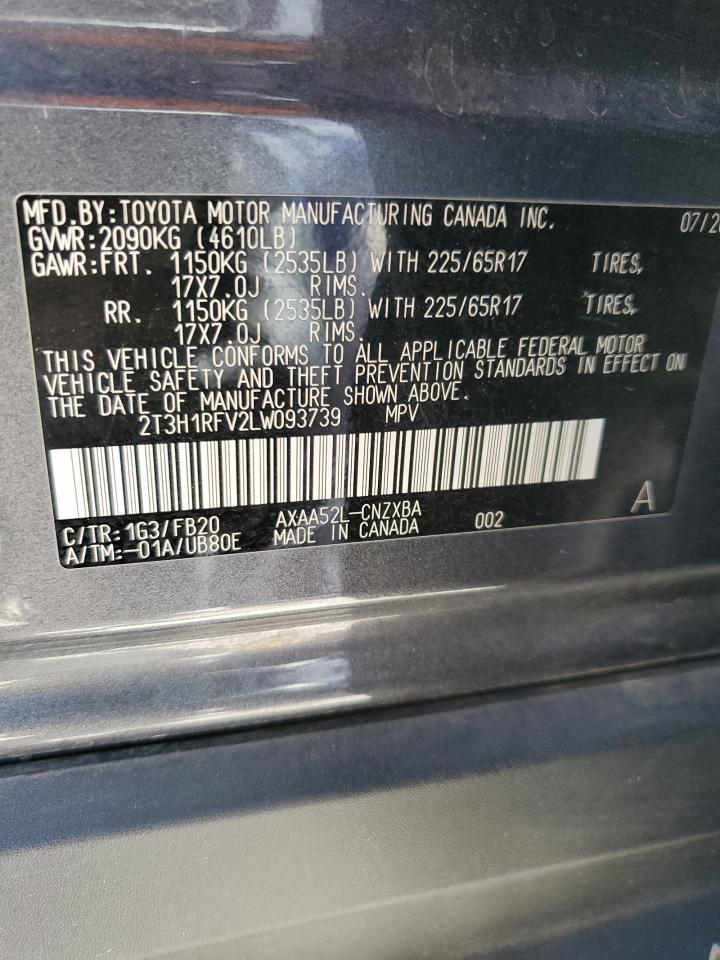 MFD.BY:TOYOTA MOTOR MANUFACTURING CANADA INC. 07/20
GVWR:2090KG (4610LB)
GAWR:FRT. 1150KG (2535LB) WITH 225/65R17 TIRES,
17X7.0J RIMS.
RR. 1150KG (2535LB) WITH 225/65R17 TIRES,
17X7.0J RIMS.
THIS VEHICLE CONFORMS TO ALL APPLICABLE FEDERAL MOTOR
VEHICLE SAFETY AND THEFT PREVENTION STANDARDS IN EFFECT ON
THE DATE OF MANUFACTURE SHOWN ABOVE.
2T3H1RFV2LW093739 MPV
A
C/TR:1G3/FB20 AXAA52L-CNZXBA 002
A/TM:-01A/UB80E MADE IN CANADA